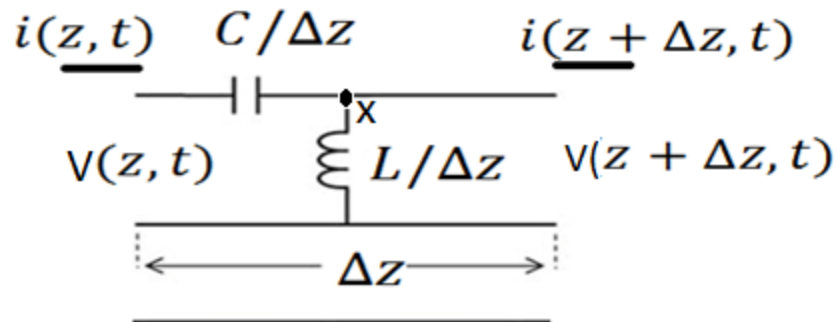 i(z, t) C/Δz i(z + Δz, t)
x
V(z, t) L/Δz V(z + Δz, t)
Δz